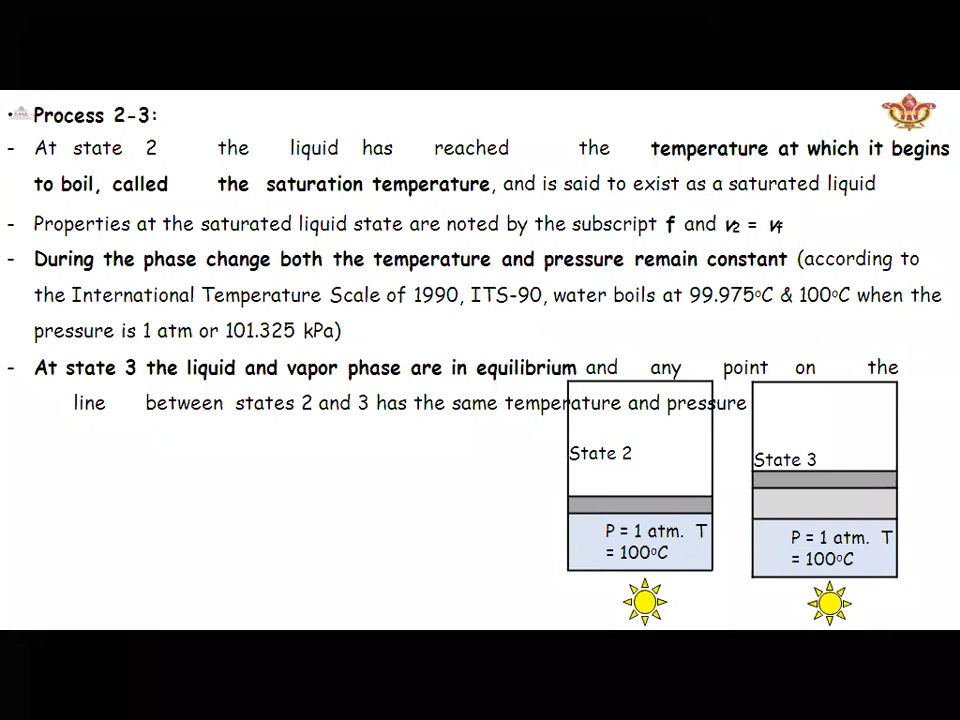 • Process 2-3:
- At state 2 the liquid has reached the temperature at which it begins
to boil, called the saturation temperature, and is said to exist as a saturated liquid
- Properties at the saturated liquid state are noted by the subscript f and v2 = vf
- During the phase change both the temperature and pressure remain constant (according to
the International Temperature Scale of 1990, ITS-90, water boils at 99.975oC & 100oC when the
pressure is 1 atm or 101.325 kPa)
- At state 3 the liquid and vapor phase are in equilibrium and any point on the
line between states 2 and 3 has the same temperature and pressure
State 2
State 3
P = 1 atm. T
= 100oC
P = 1 atm. T
= 100oC